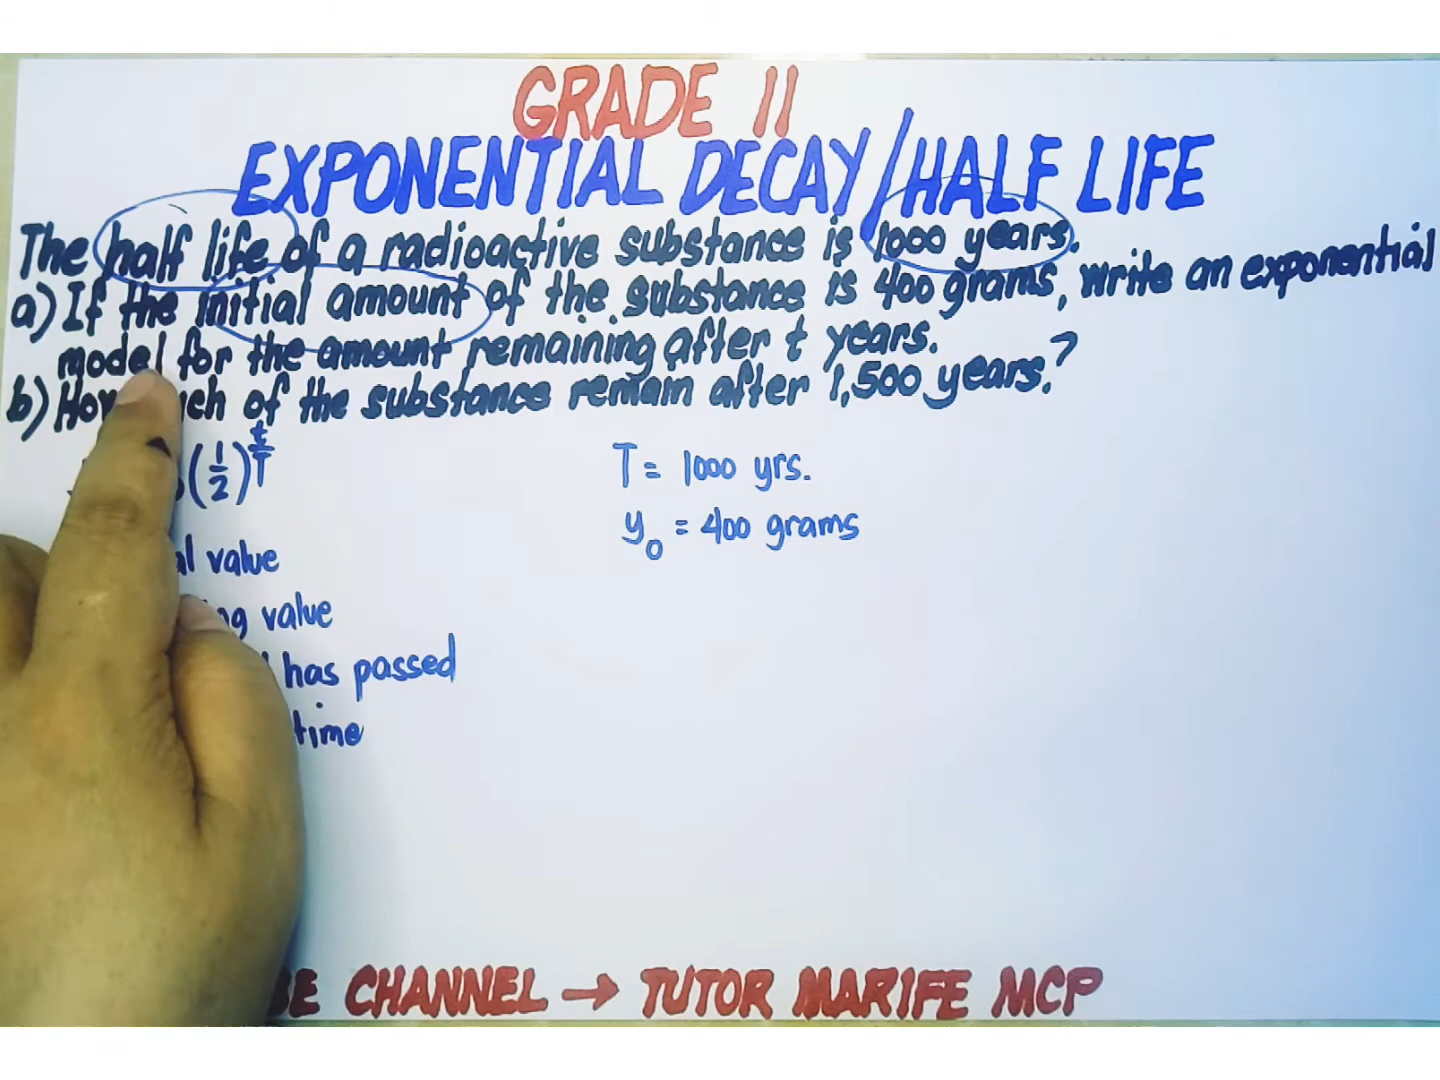 GRADE 11
EXPONENTIAL DECAY/HALF LIFE
The half life of a radioactive substance is 1000 years.
a) If the initial amount of the substance is 400 grams, write an exponential
model for the amount remaining after t years.
b) of the substance remain after 1,500 years?
(1/2)^t/T
T = 1000 yrs.
y0 = 400 grams
value
value
has passed
time
CHANNEL → TUTOR MARIFE MCP